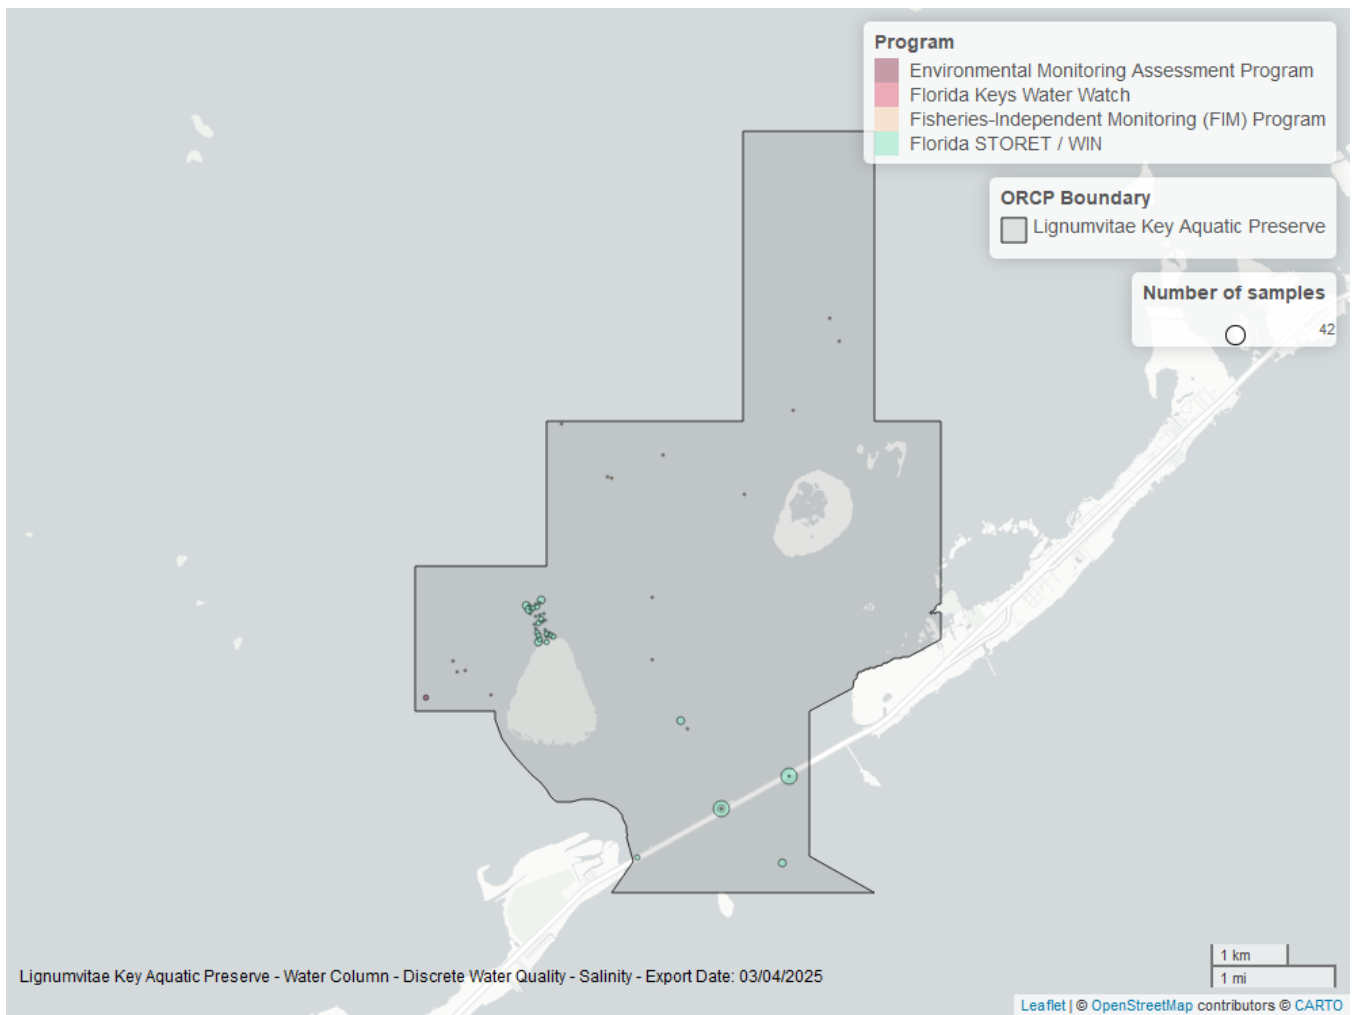 Program
Environmental Monitoring Assessment Program
Florida Keys Water Watch
Fisheries-Independent Monitoring (FIM) Program
Florida STORET / WIN
ORCP Boundary
Lignumvitae Key Aquatic Preserve
Number of samples
42
1 km
1 mi
Lignumvitae Key Aquatic Preserve - Water Column - Discrete Water Quality - Salinity - Export Date: 03/04/2025
Leaflet | © OpenStreetMap contributors © CARTO